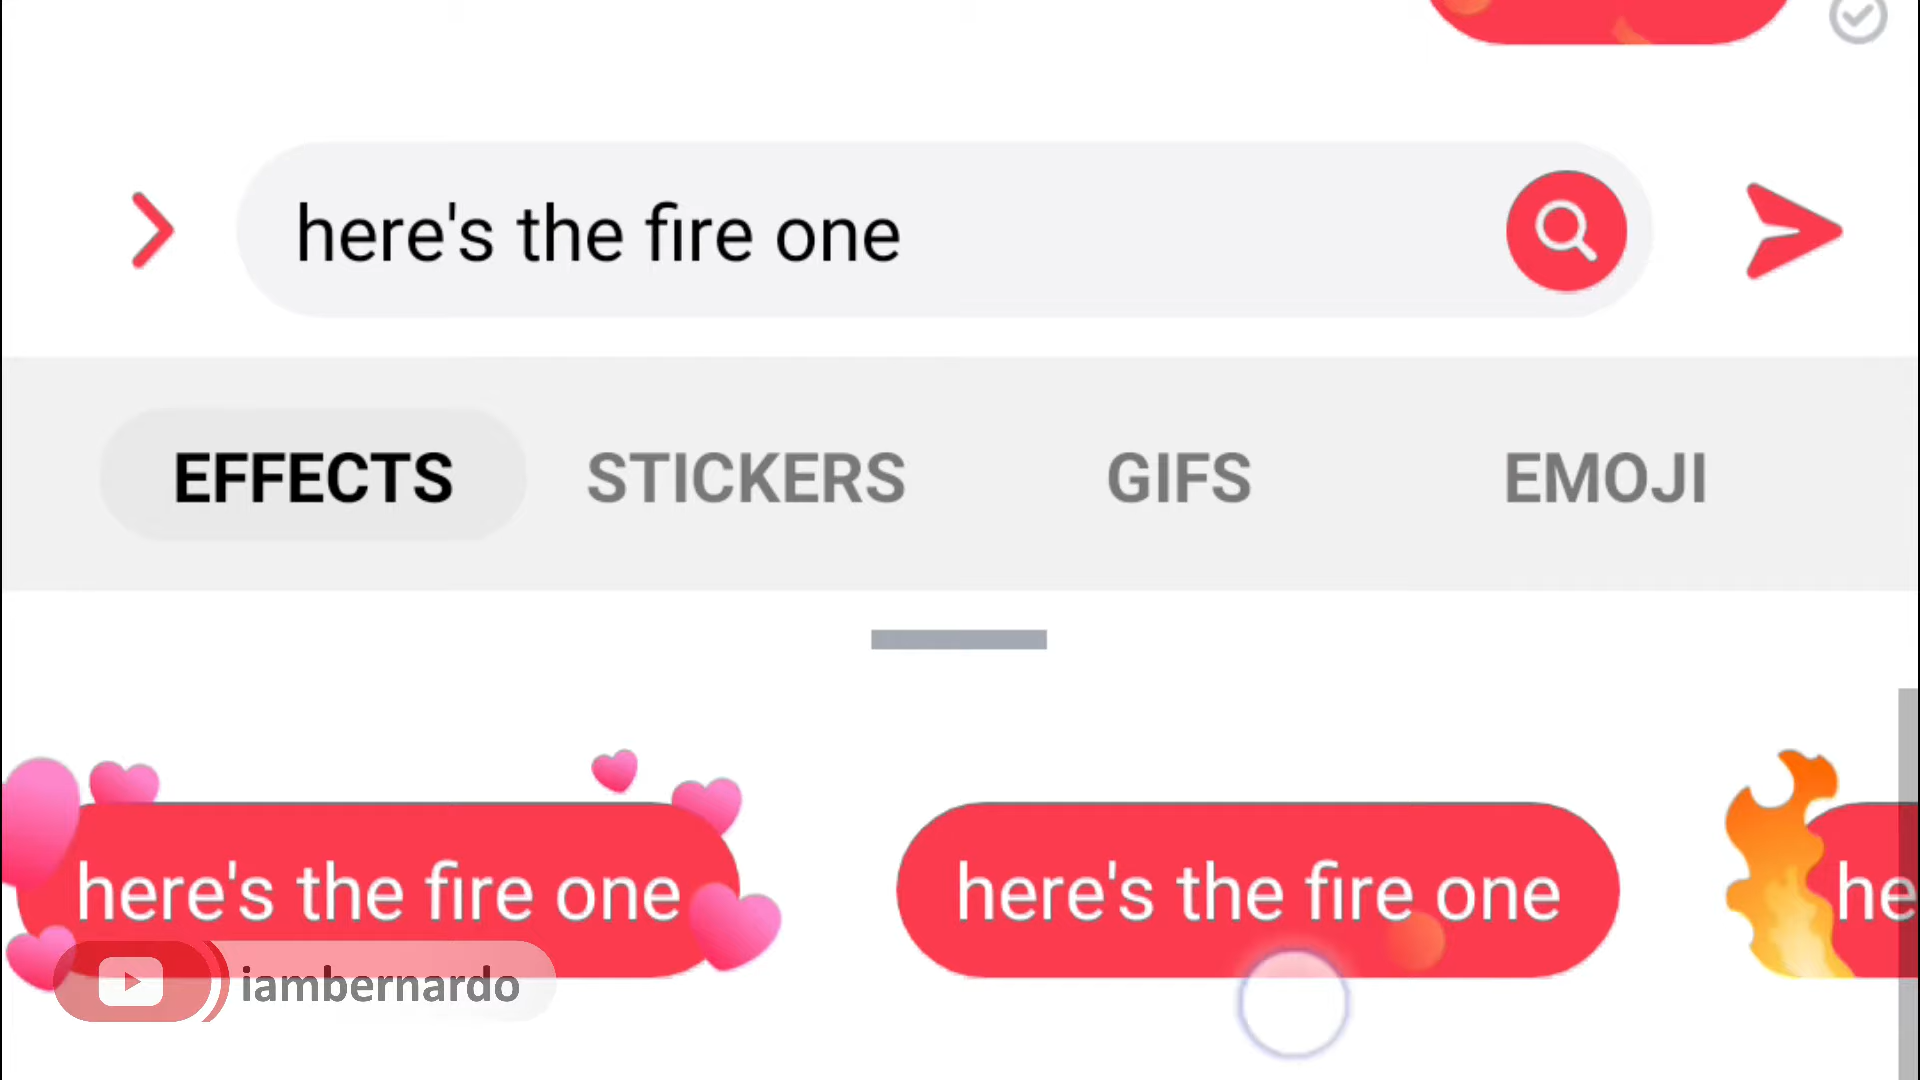 here's the fire one
EFFECTS STICKERS GIFS EMOJI
here's the fire one here's the fire one he
iambernardo